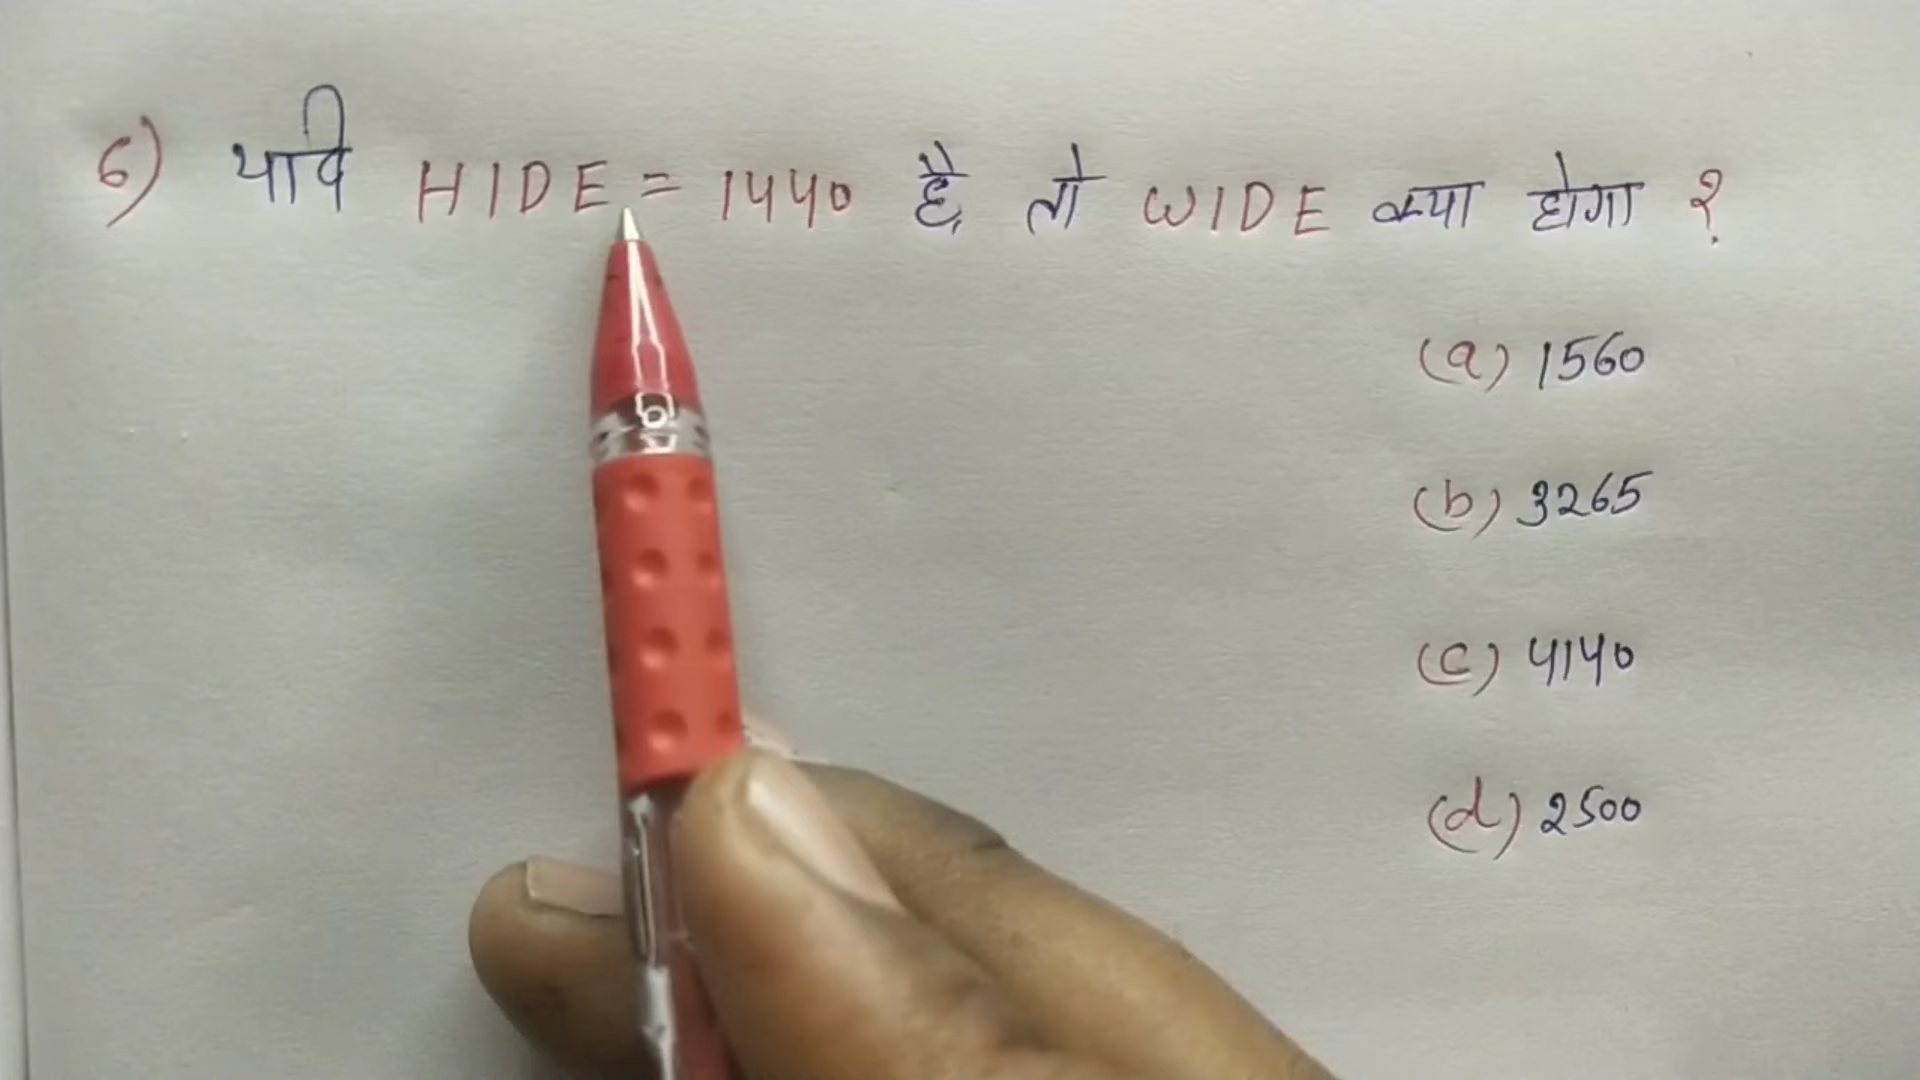 6) यदि HIDE = 1440 है, तो WIDE क्या होगा ?
(a) 1560
(b) 3265
(c) 4140
(d) 2500